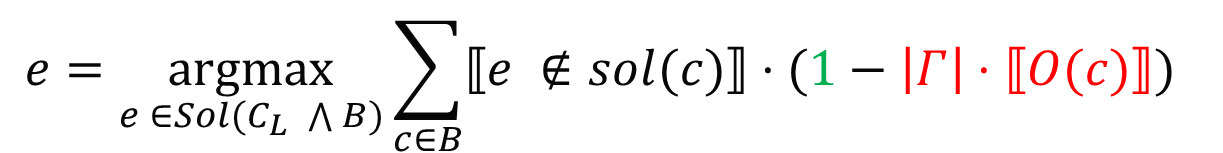 e = argmax ∑ ⟦e ∉ sol(c)⟧ · (1 − |Γ| · ⟦O(c)⟧)
e ∈Sol(C_L ∧ B) c∈B